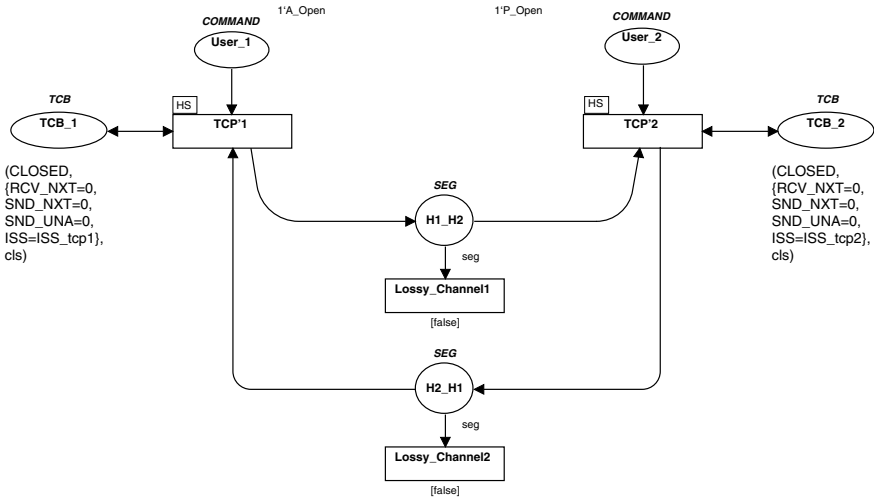 1'A_Open
1'P_Open
COMMAND
COMMAND
User_1
User_2
HS
HS
TCB
TCB
TCB_1
TCP'1
TCP'2
TCB_2
(CLOSED,
{RCV_NXT=0,
SND_NXT=0,
SND_UNA=0,
ISS=ISS_tcp1},
cls)
(CLOSED,
{RCV_NXT=0,
SND_NXT=0,
SND_UNA=0,
ISS=ISS_tcp2},
cls)
SEG
H1_H2
seg
Lossy_Channel1
[false]
SEG
H2_H1
seg
Lossy_Channel2
[false]